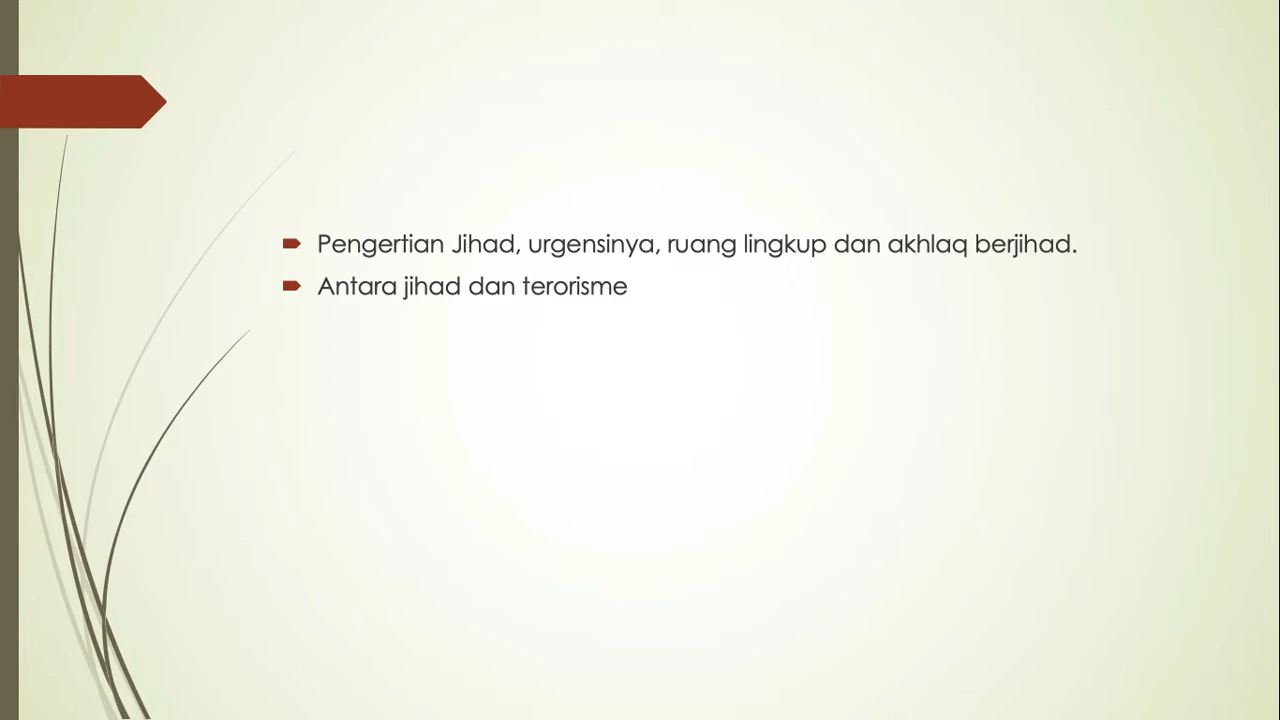 Pengertian Jihad, urgensinya, ruang lingkup dan akhlaq berjihad.
Antara jihad dan terorisme